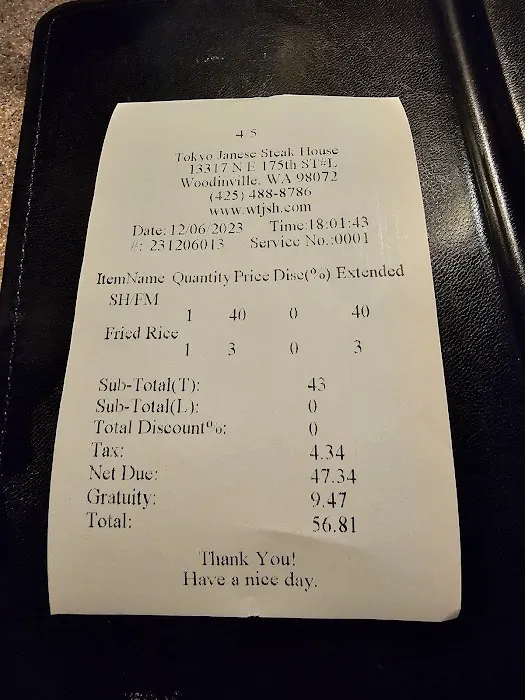 4/5
Tokyo Janese Steak House
13317 N E 175th ST#L
Woodinville, WA 98072
(425) 488-8786
www.wtjsh.com
Date: 12/06/2023 Time:18:01:43
#: 231206013 Service No.:0001
ItemName Quantity Price Disc(%) Extended
SH/FM
1 40 0 40
Fried Rice
1 3 0 3
Sub-Total(T): 43
Sub-Total(L): 0
Total Discount%: 0
Tax: 4.34
Net Due: 47.34
Gratuity: 9.47
Total: 56.81
Thank You!
Have a nice day.